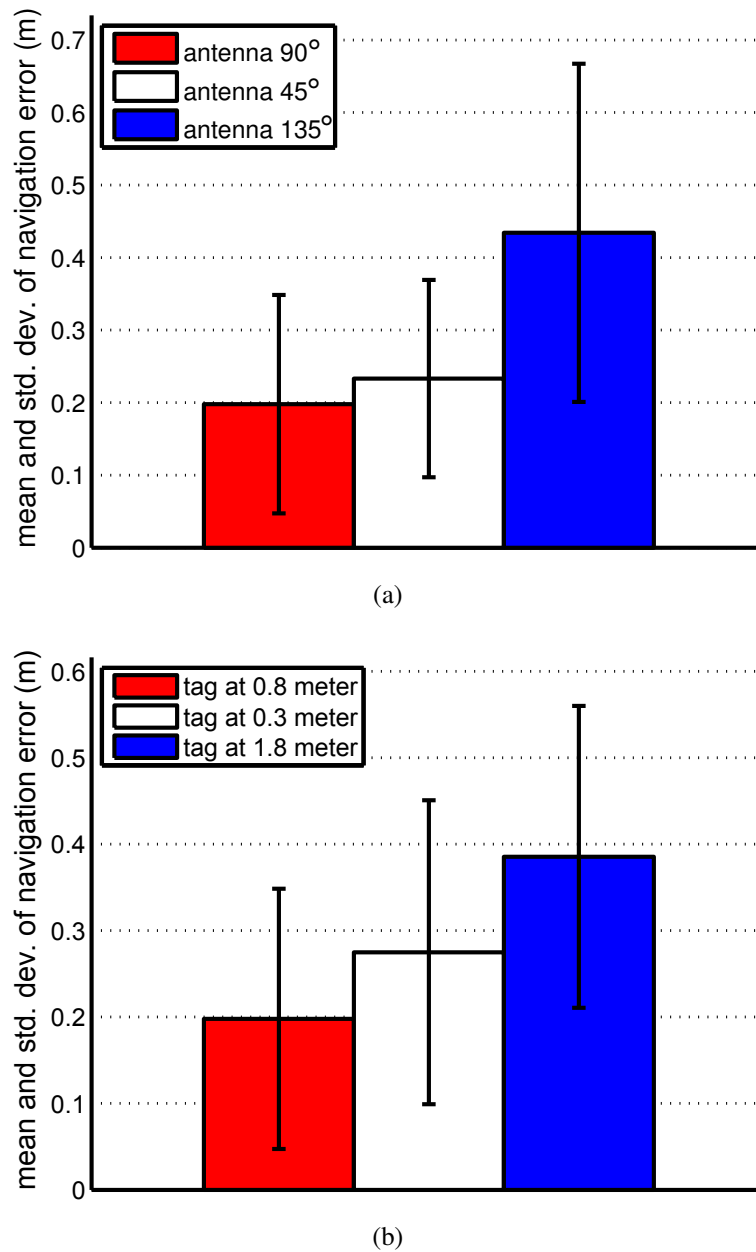 mean and std. dev. of navigation error (m)
0.7
0.6
0.5
0.4
0.3
0.2
0.1
0
antenna 90°
antenna 45°
antenna 135°
(a)
mean and std. dev. of navigation error (m)
0.6
0.5
0.4
0.3
0.2
0.1
0
tag at 0.8 meter
tag at 0.3 meter
tag at 1.8 meter
(b)